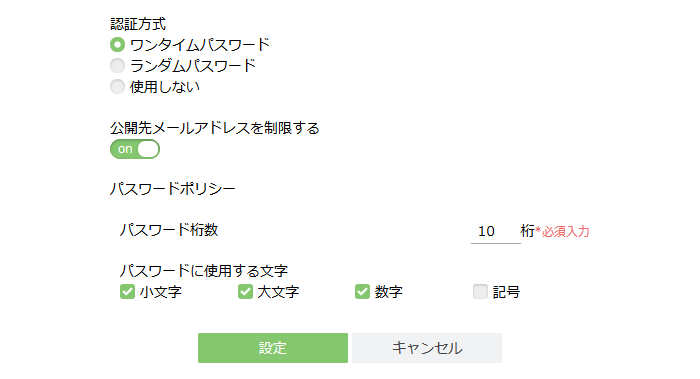 認証方式
ワンタイムパスワード
ランダムパスワード
使用しない
公開先メールアドレスを制限する
on
パスワードポリシー
パスワード桁数 10 桁*必須入力
パスワードに使用する文字
小文字 大文字 数字 記号
設定 キャンセル